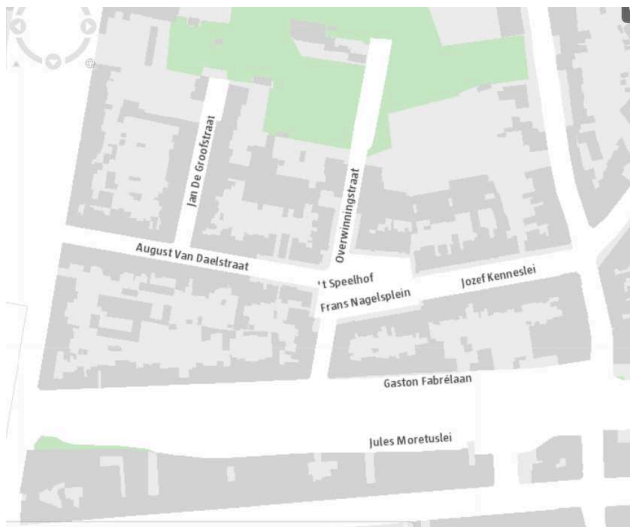 Jan De Groofstraat
Overwinningstraat
August Van Daelstraat
't Speelhof
Jozef Kenneslei
Frans Nagelsplein
Gaston Fabrélaan
Jules Moretuslei